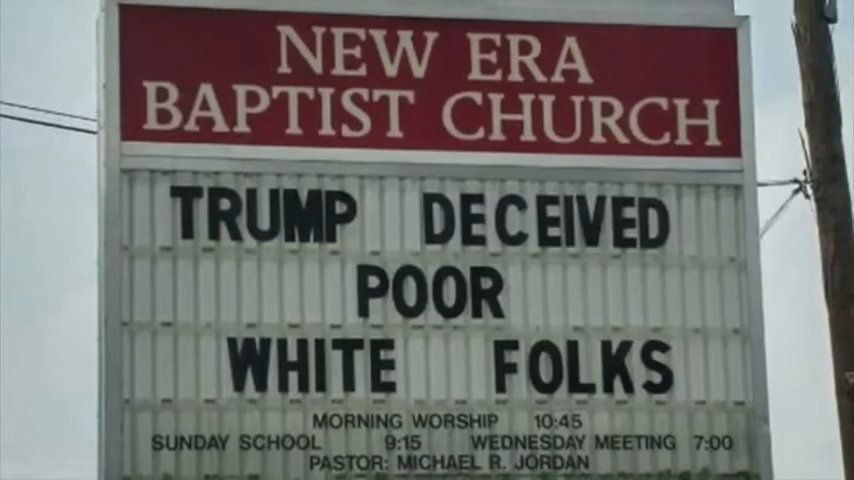 NEW ERA
BAPTIST CHURCH
TRUMP DECEIVED
POOR
WHITE FOLKS
MORNING WORSHIP 10:45
SUNDAY SCHOOL 9:15 WEDNESDAY MEETING 7:00
PASTOR: MICHAEL R. JORDAN